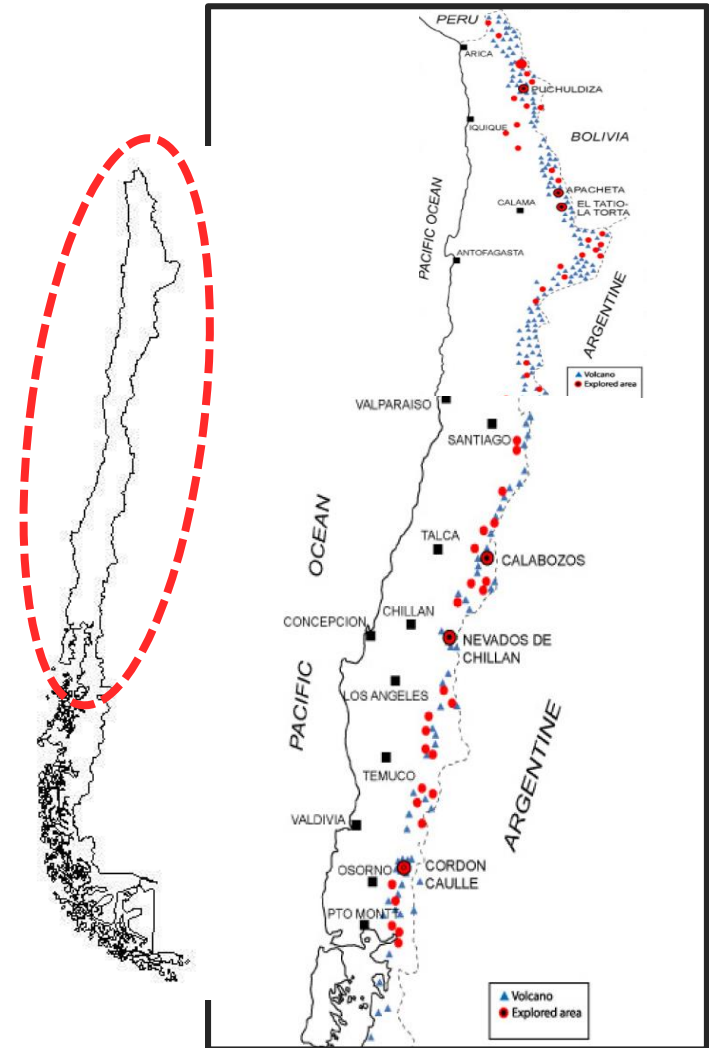 PERU
ARICA
PUCHULDIZA
IQUIQUE
BOLIVIA
PACIFIC OCEAN
APACHETA
CALAMA
EL TATIO-
LA TORTA
ANTOFAGASTA
ARGENTINE
Volcano
Explored area
VALPARAISO
SANTIAGO
OCEAN
TALCA
CALABOZOS
CHILLAN
CONCEPCION
NEVADOS DE
CHILLAN
LOS ANGELES
PACIFIC
ARGENTINE
TEMUCO
VALDIVIA
OSORNO
CORDON
CAULLE
PTO MONTT
Volcano
Explored area